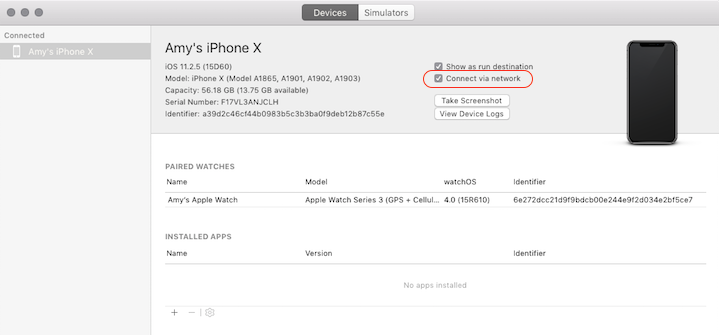 Devices Simulators
Connected
Amy's iPhone X
Amy's iPhone X
iOS 11.2.5 (15D60)
Model: iPhone X (Model A1865, A1901, A1902, A1903)
Capacity: 56.18 GB (13.75 GB available)
Serial Number: F17VL3ANJCLH
Identifier: a39d2c46cf44b0983b5c3b3ba0f9deb12b87c55e
Show as run destination
Connect via network
Take Screenshot
View Device Logs
PAIRED WATCHES
Name Model watchOS Identifier
Amy's Apple Watch Apple Watch Series 3 (GPS + Cellul... 4.0 (15R610) 6e272dcc21d9f9bdcb00e244e9f2d034e2bf5ce7
INSTALLED APPS
Name Version Identifier
No apps installed